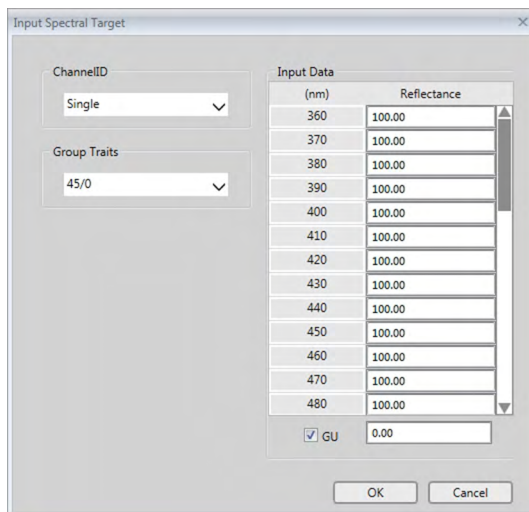 Input Spectral Target
ChannelID
Single
Group Traits
45/0
Input Data
(nm) Reflectance
360 100.00
370 100.00
380 100.00
390 100.00
400 100.00
410 100.00
420 100.00
430 100.00
440 100.00
450 100.00
460 100.00
470 100.00
480 100.00
GU 0.00
OK Cancel